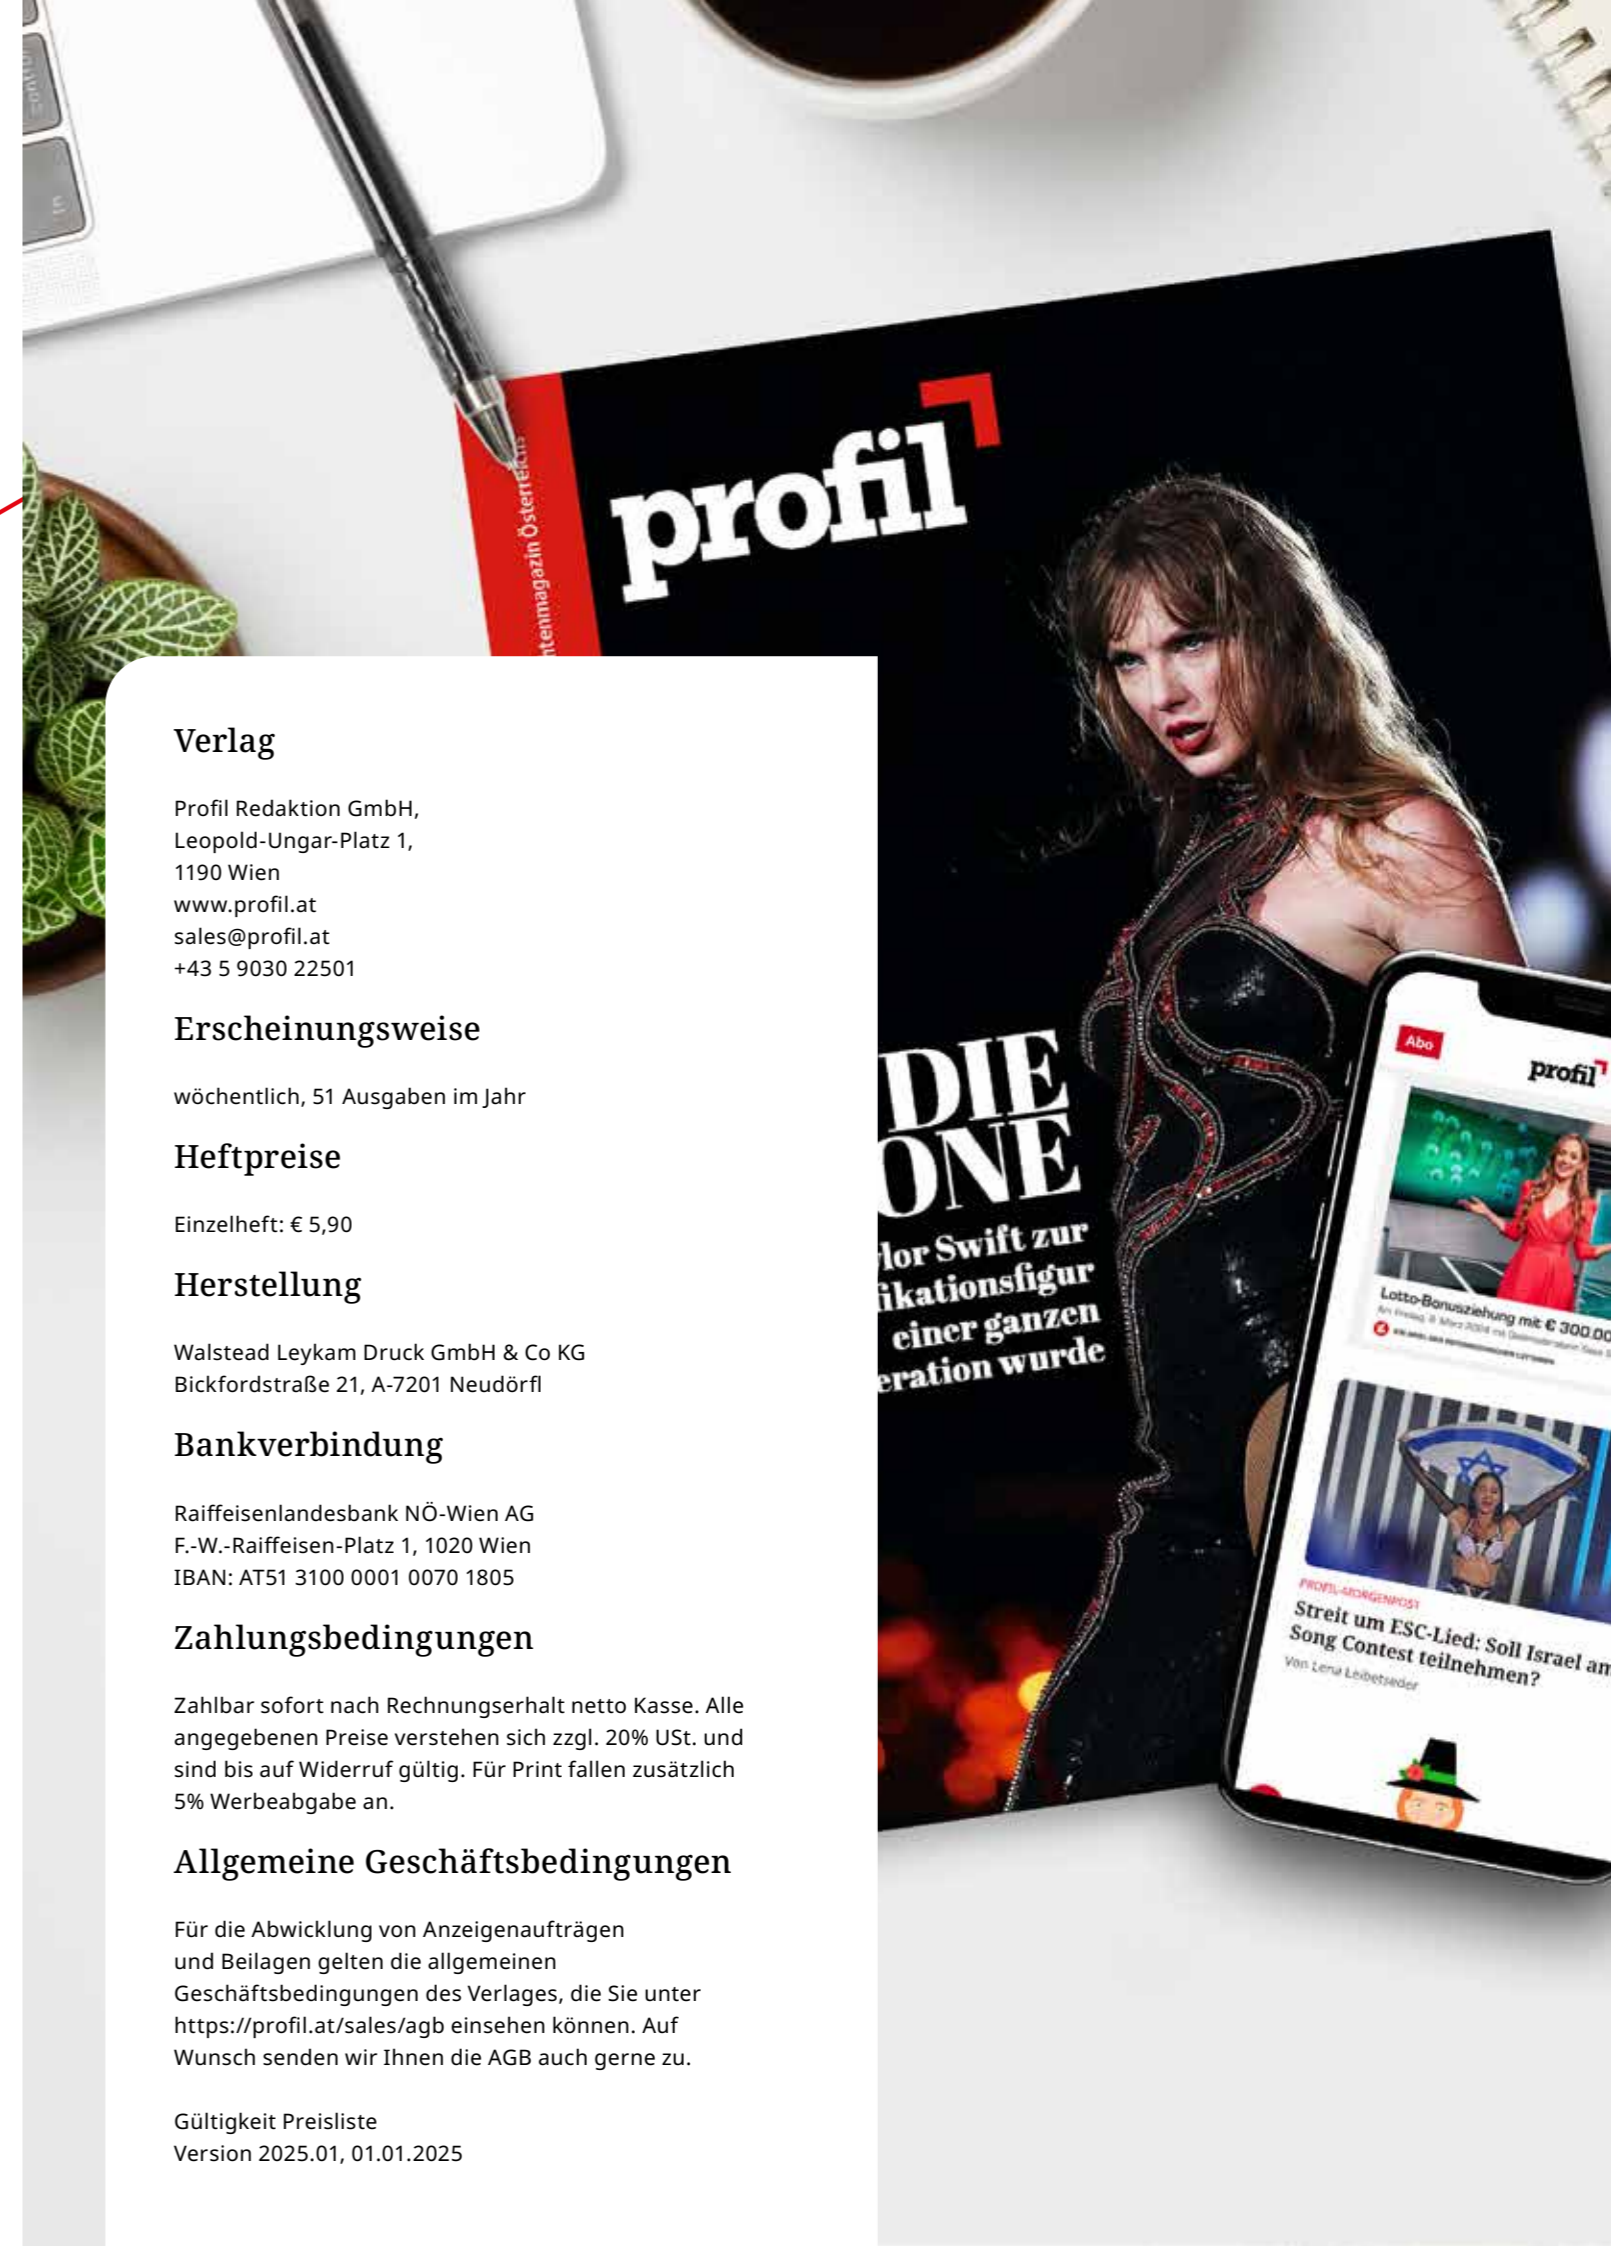 profil
ntenmagazin Österreichs
DIE
ONE
lor Swift zur
fikationsfigur
einer ganzen
eration wurde
Verlag
Profil Redaktion GmbH,
Leopold-Ungar-Platz 1,
1190 Wien
www.profil.at
sales@profil.at
+43 5 9030 22501
Erscheinungsweise
wöchentlich, 51 Ausgaben im Jahr
Heftpreise
Einzelheft: € 5,90
Herstellung
Walstead Leykam Druck GmbH & Co KG
Bickfordstraße 21, A-7201 Neudörfl
Bankverbindung
Raiffeisenlandesbank NÖ-Wien AG
F.-W.-Raiffeisen-Platz 1, 1020 Wien
IBAN: AT51 3100 0001 0070 1805
Zahlungsbedingungen
Zahlbar sofort nach Rechnungserhalt netto Kasse. Alle
angegebenen Preise verstehen sich zzgl. 20% USt. und
sind bis auf Widerruf gültig. Für Print fallen zusätzlich
5% Werbeabgabe an.
Allgemeine Geschäftsbedingungen
Für die Abwicklung von Anzeigenaufträgen
und Beilagen gelten die allgemeinen
Geschäftsbedingungen des Verlages, die Sie unter
https://profil.at/sales/agb einsehen können. Auf
Wunsch senden wir Ihnen die AGB auch gerne zu.
Gültigkeit Preisliste
Version 2025.01, 01.01.2025
Abo
profil
Lotto-Bonusziehung mit € 300.00
PROFIL-MORGENPOST
Streit um ESC-Lied: Soll Israel am
Song Contest teilnehmen?
Von Lena Leibetseder